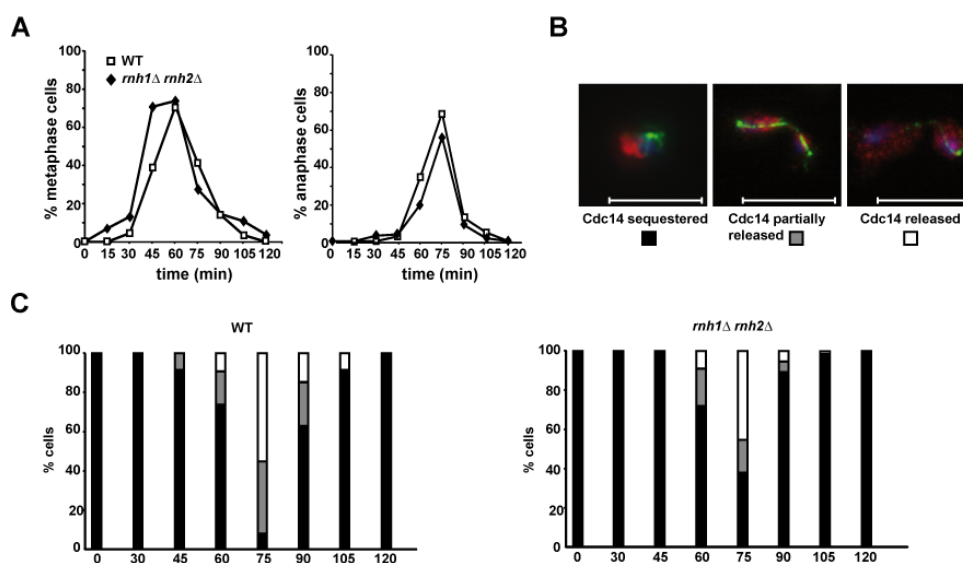 A
B
WT
rnh1Δ rnh2Δ
% metaphase cells
100
80
60
40
20
0
0 15 30 45 60 75 90 105 120
time (min)
% anaphase cells
100
80
60
40
20
0
0 15 30 45 60 75 90 105 120
time (min)
Cdc14 sequestered
Cdc14 partially released
Cdc14 released
C
WT
% cells
100
80
60
40
20
0
0 30 45 60 75 90 105 120
rnh1Δ rnh2Δ
% cells
100
80
60
40
20
0
0 30 45 60 75 90 105 120